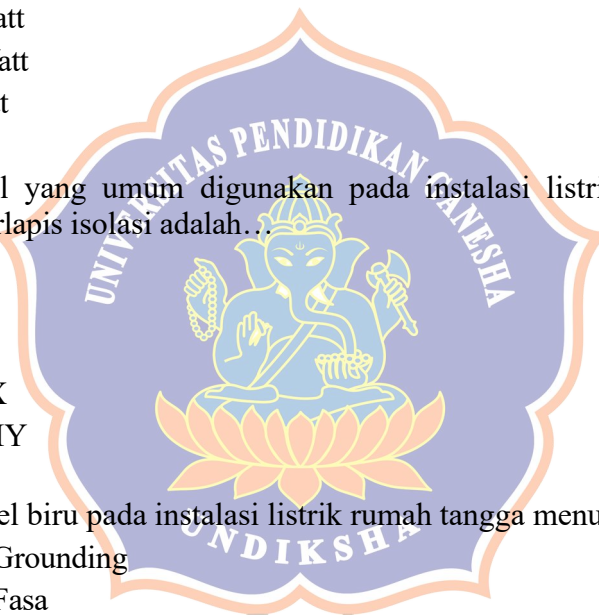 att
att
t
UNIVERSITAS PENDIDIKAN GANESHA
l yang umum digunakan pada instalasi listri
rlapis isolasi adalah…
X
IY
el biru pada instalasi listrik rumah tangga menu
Grounding
UNDIKSHA
Fasa